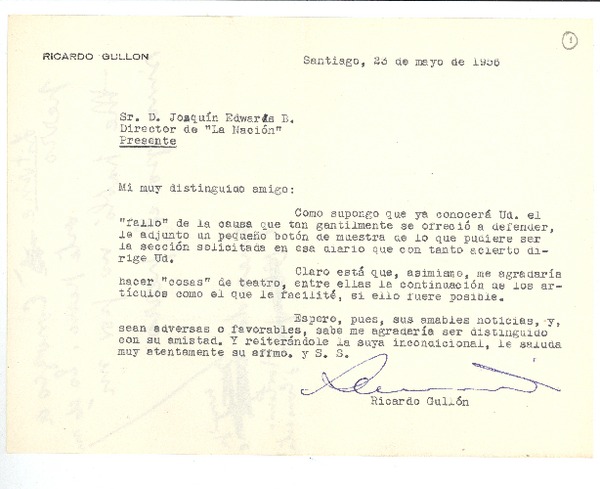 1
RICARDO GULLON
Santiago, 23 de mayo de 1956
Sr. D. Joaquín Edwards B.
Director de "La Nación"
Presente
Mi muy distinguido amigo:
Como supongo que ya conocerá Ud. el
"fallo" de la causa que tan gentilmente se ofreció a defender,
le adjunto un pequeño botón de muestra de lo que pudiere ser
la sección solicitada en esa diario que con tanto acierto di-
rige Ud.
Claro está que, asimismo, me agradaría
hacer "cosas" de teatro, entre ellas la continuación de los ar-
tículos como el que le facilité, si ello fuere posible.
Espero, pues, sus amables noticias, y,
sean adversas o favorables, sabe me agradaría ser distinguido
con su amistad. Y reiterándole la suya incondicional, le saluda
muy atentamente su affmo. y S. S.
Ricardo Gullón